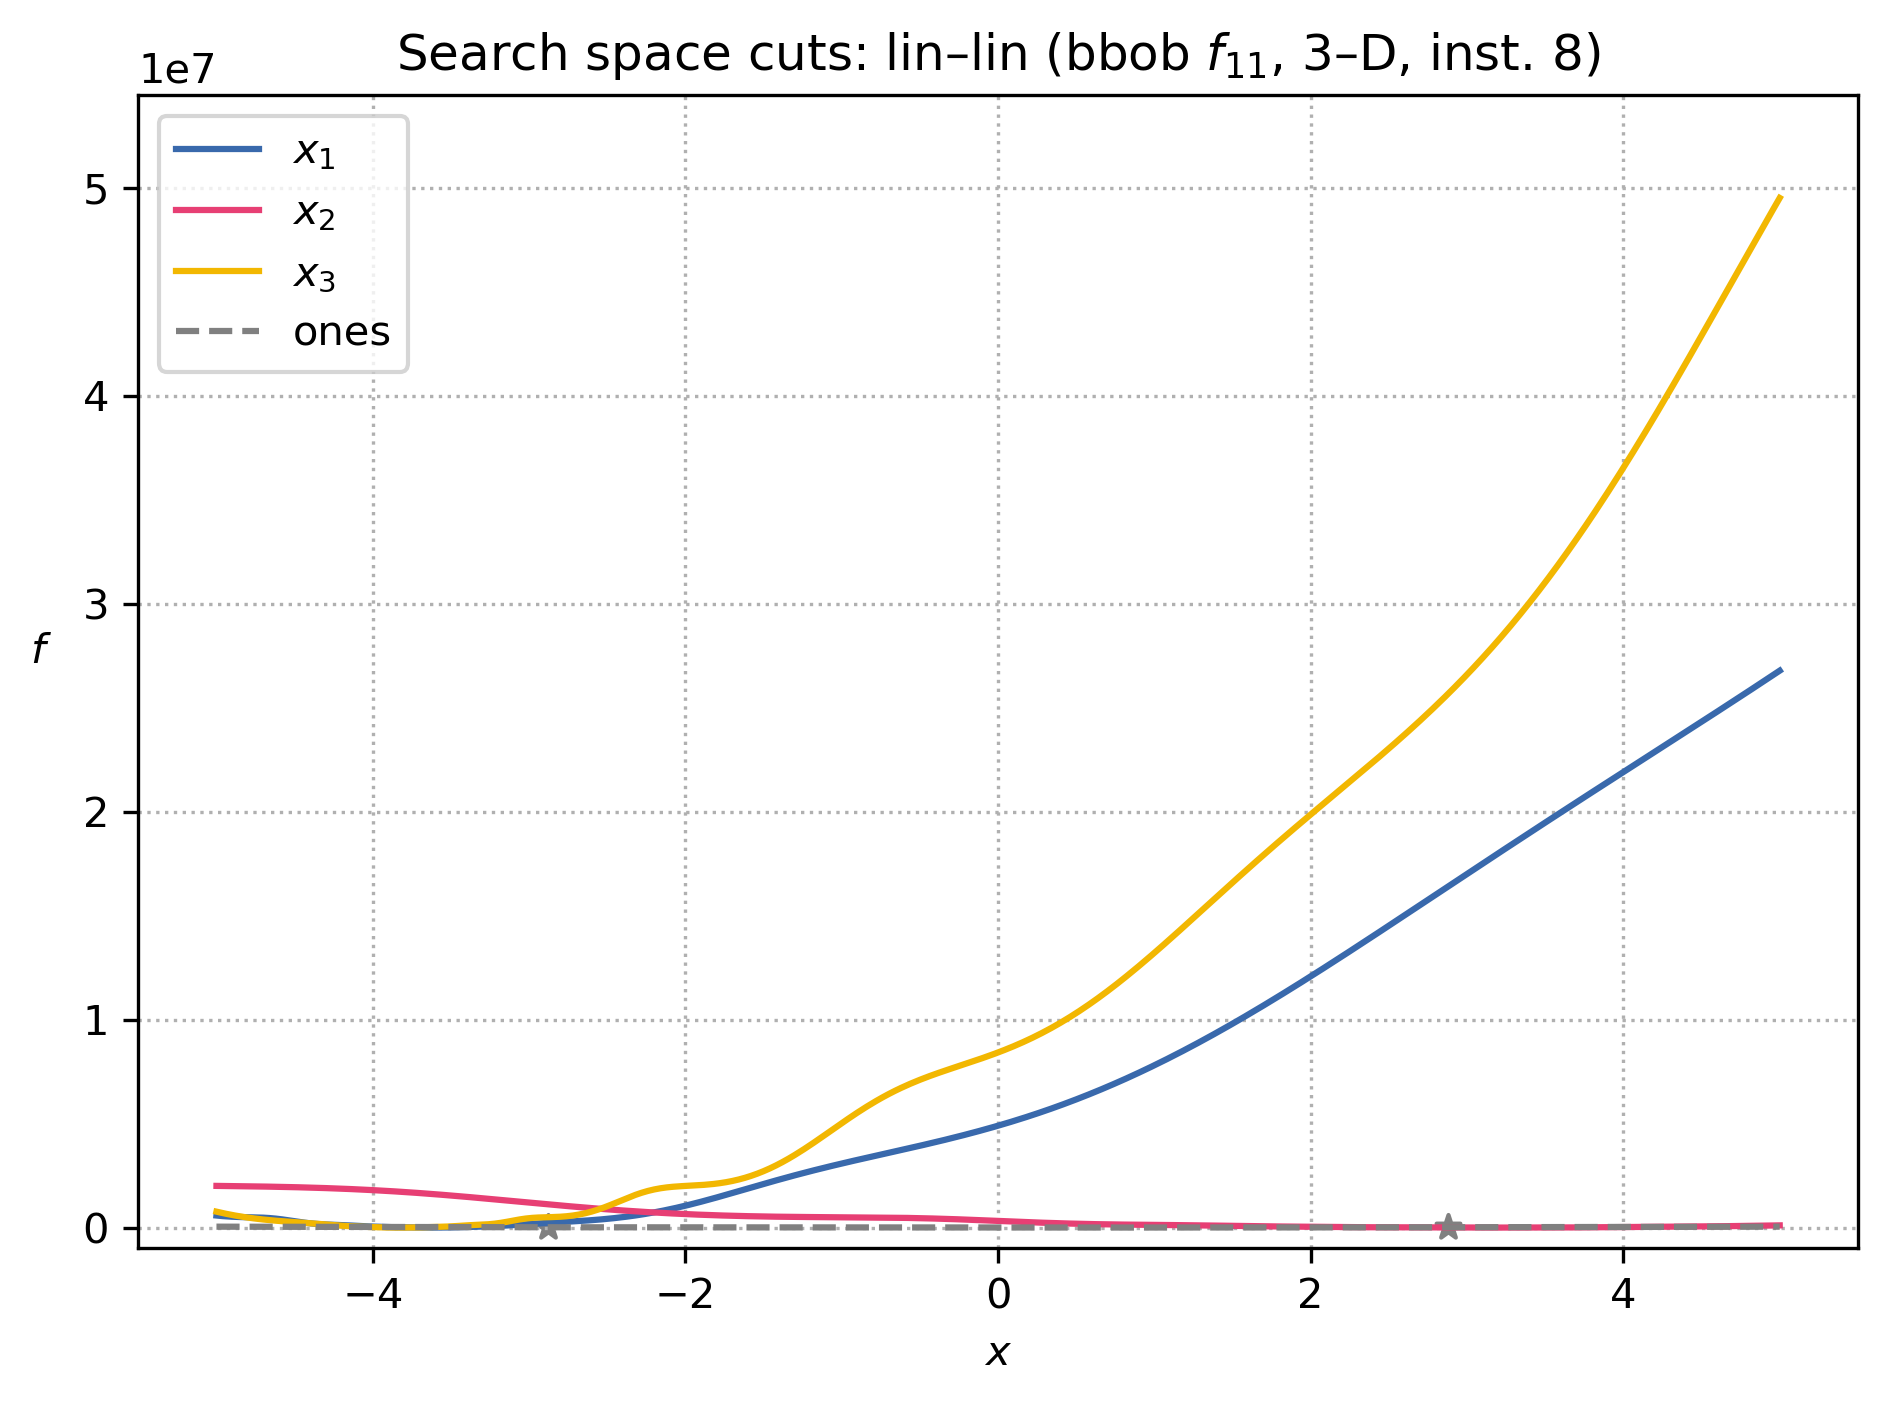 Search space cuts: lin–lin (bbob f₁₁, 3–D, inst. 8)
1e7
x₁
x₂
x₃
ones
5
4
3
2
1
0
f
−4
−2
0
2
4
x